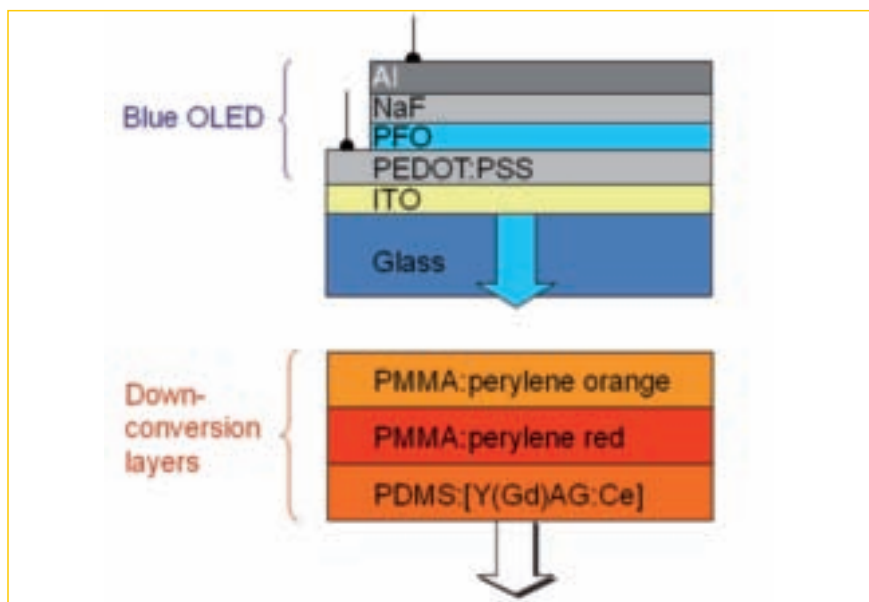 Blue OLED
Al
NaF
PFO
PEDOT:PSS
ITO
Glass
Down-
conversion
layers
PMMA:perylene orange
PMMA:perylene red
PDMS:[Y(Gd)AG:Ce]